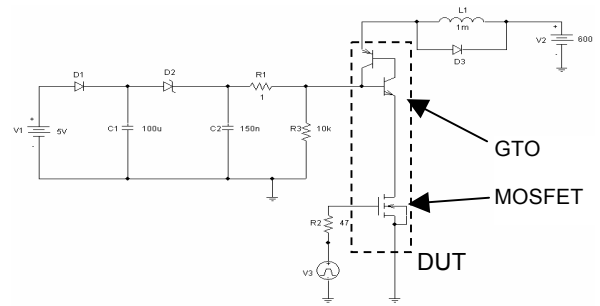 L1
1m
V2
600
D3
D1
D2
R1
1
V1
5V
C1
100u
C2
150n
R3
10k
GTO
MOSFET
R2
47
DUT
V3